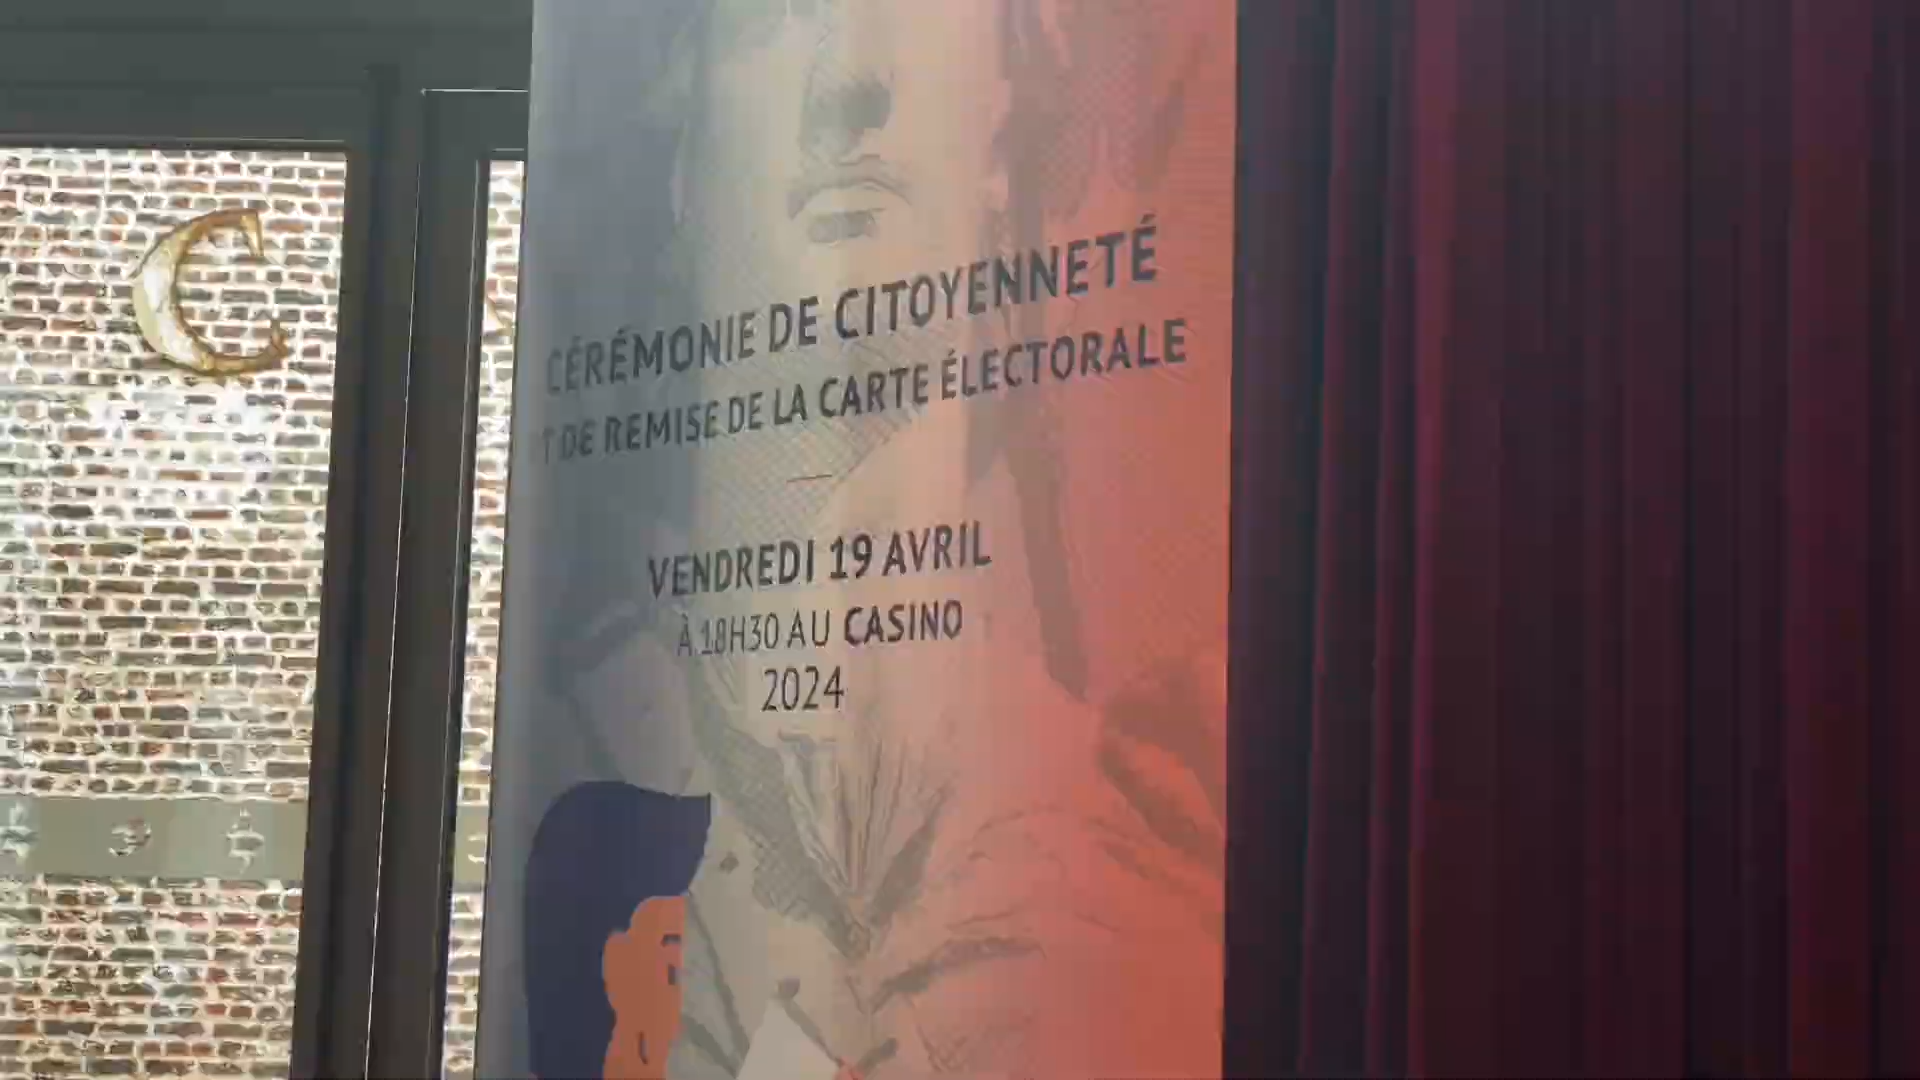 C
CÉRÉMONIE DE CITOYENNETÉ
T DE REMISE DE LA CARTE ÉLECTORALE
VENDREDI 19 AVRIL
À 18H30 AU CASINO
2024